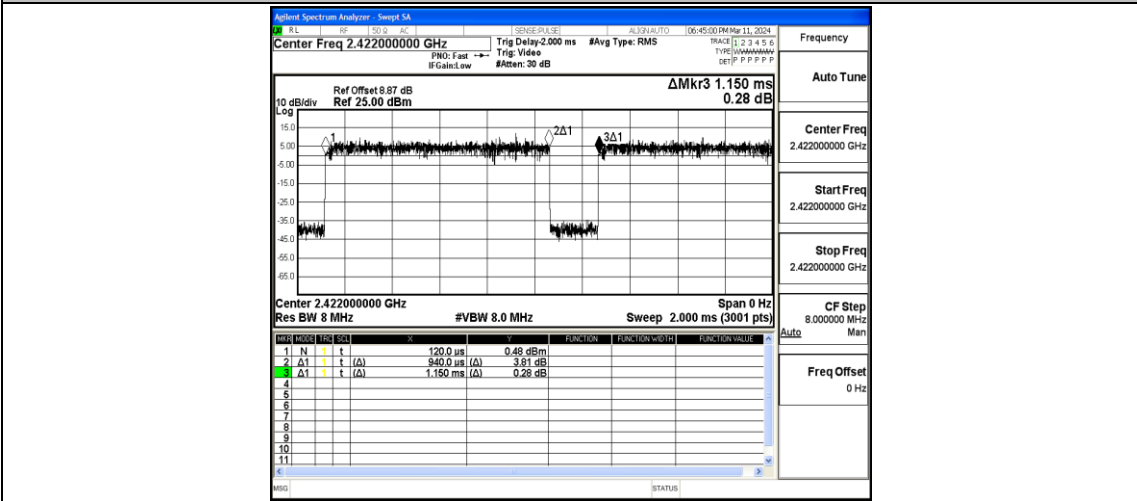 Agilent Spectrum Analyzer - Swept SA
RL RF 50 Ω AC SENSE:PULSE ALIGN AUTO 06:45:00 PM Mar 11, 2024
Center Freq 2.422000000 GHz Trig Delay-2.000 ms #Avg Type: RMS TRACE 1 2 3 4 5 6
PNO: Fast Trig: Video TYPE
IFGain:Low #Atten: 30 dB DET P P P P P P
ΔMkr3 1.150 ms
0.28 dB
Ref Offset 8.87 dB
10 dB/div Ref 25.00 dBm
Log
15.0
5.00
-5.00
-15.0
-25.0
-35.0
-45.0
-55.0
-65.0
1
2Δ1
3Δ1
Center 2.422000000 GHz Span 0 Hz
Res BW 8 MHz #VBW 8.0 MHz Sweep 2.000 ms (3001 pts)
MKR MODE TRC SCL X Y FUNCTION FUNCTION WIDTH FUNCTION VALUE
1 N 1 t 120.0 µs 0.48 dBm
2 Δ1 1 t (Δ) 940.0 µs (Δ) 3.81 dB
3 Δ1 1 t (Δ) 1.150 ms (Δ) 0.28 dB
4
5
6
7
8
9
10
11
MSG STATUS
Frequency
Auto Tune
Center Freq
2.422000000 GHz
Start Freq
2.422000000 GHz
Stop Freq
2.422000000 GHz
CF Step
8.000000 MHz
Auto Man
Freq Offset
0 Hz